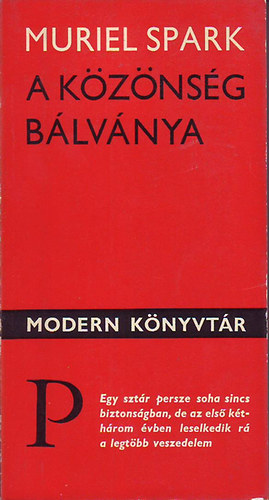 MURIEL SPARK
A KÖZÖNSÉG
BÁLVÁNYA
MODERN KÖNYVTÁR
P
Egy sztár persze soha sincs
biztonságban, de az első két-
három évben leselkedik rá
a legtöbb veszedelem